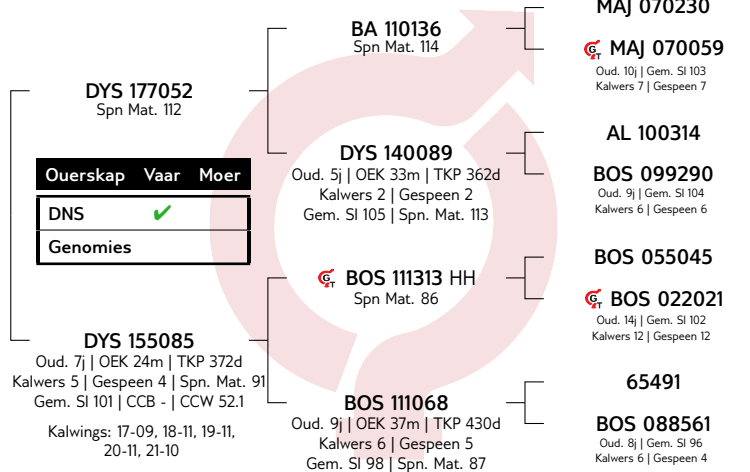 DYS 177052
Spn Mat. 112
Ouerskap Vaar Moer
DNS ✔
Genomies
DYS 155085
Oud. 7j | OEK 24m | TKP 372d
Kalwers 5 | Gespeen 4 | Spn. Mat. 91
Gem. SI 101 | CCB - | CCW 52.1
Kalwings: 17-09, 18-11, 19-11,
20-11, 21-10
BA 110136
Spn Mat. 114
DYS 140089
Oud. 5j | OEK 33m | TKP 362d
Kalwers 2 | Gespeen 2
Gem. SI 105 | Spn. Mat. 113
GT BOS 111313 HH
Spn Mat. 86
BOS 111068
Oud. 9j | OEK 37m | TKP 430d
Kalwers 6 | Gespeen 5
Gem. SI 98 | Spn. Mat. 87
MAJ 070230
GT MAJ 070059
Oud. 10j | Gem. SI 103
Kalwers 7 | Gespeen 7
AL 100314
BOS 099290
Oud. 9j | Gem. SI 104
Kalwers 6 | Gespeen 6
BOS 055045
GT BOS 022021
Oud. 14j | Gem. SI 102
Kalwers 12 | Gespeen 12
65491
BOS 088561
Oud. 8j | Gem. SI 96
Kalwers 6 | Gespeen 4